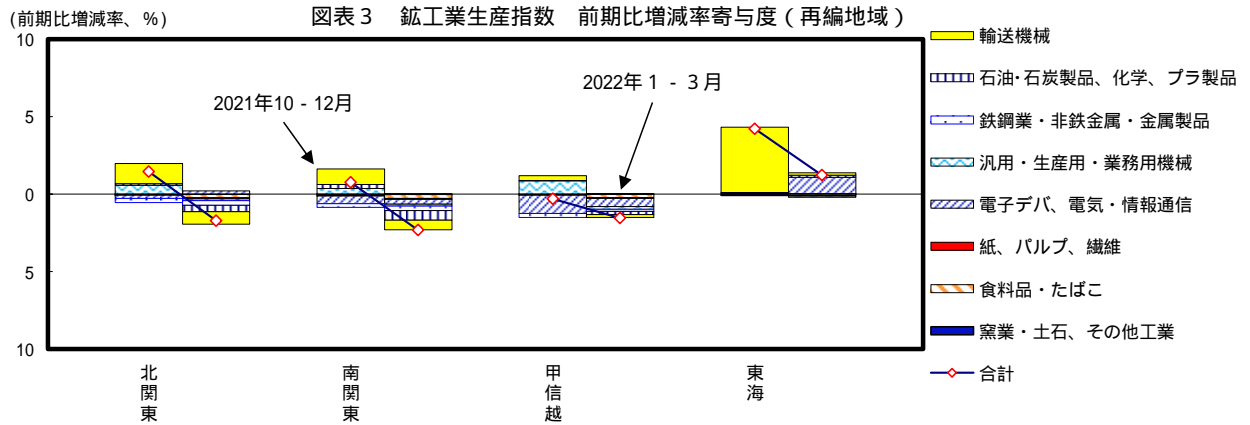 (前期比増減率、%)
図表3 鉱工業生産指数 前期比増減率寄与度(再編地域)
10
5
0
5
10
2021年10-12月
2022年1-3月
北関東
南関東
甲信越
東海
輸送機械
石油・石炭製品、化学、プラ製品
鉄鋼業・非鉄金属・金属製品
汎用・生産用・業務用機械
電子デバ、電気・情報通信
紙、パルプ、繊維
食料品・たばこ
窯業・土石、その他工業
合計